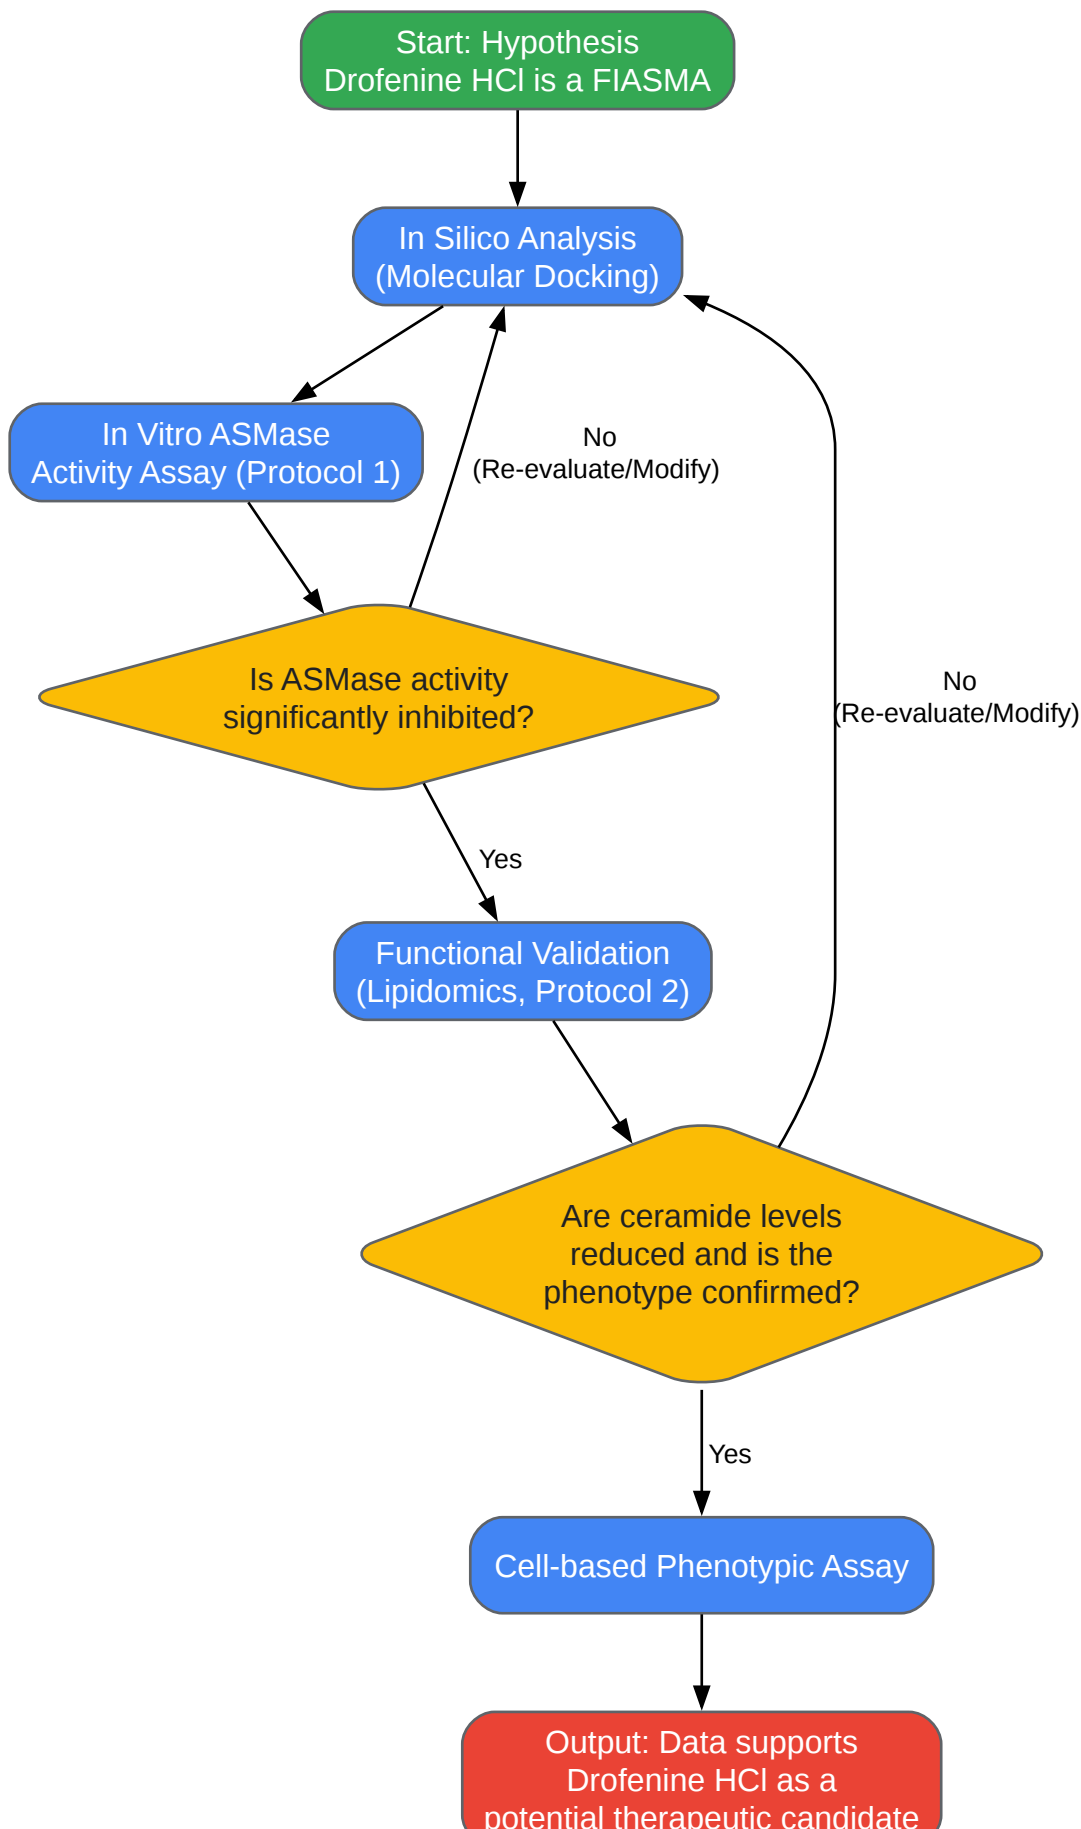 Start: Hypothesis
Drofenine HCl is a FIASMA
In Silico Analysis
(Molecular Docking)
In Vitro ASMase
Activity Assay (Protocol 1)
No
(Re-evaluate/Modify)
Is ASMase activity
significantly inhibited?
No
(Re-evaluate/Modify)
Yes
Functional Validation
(Lipidomics, Protocol 2)
Are ceramide levels
reduced and is the
phenotype confirmed?
Yes
Cell-based Phenotypic Assay
Output: Data supports
Drofenine HCl as a
potential therapeutic candidate